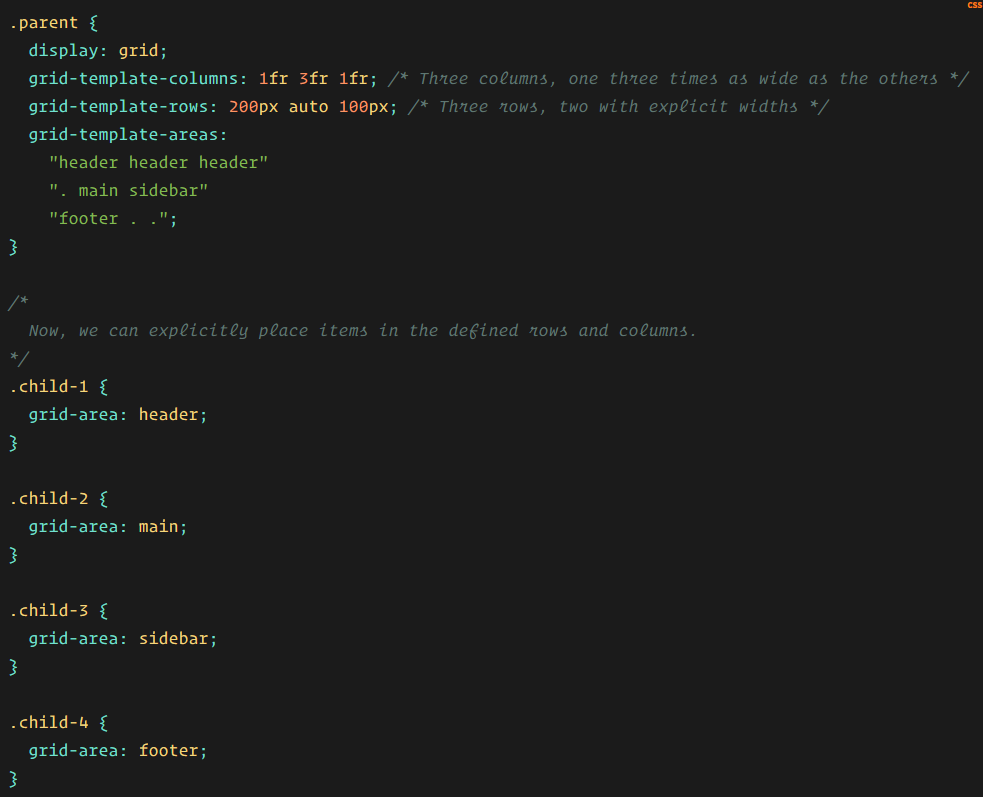 css
.parent {
  display: grid;
  grid-template-columns: 1fr 3fr 1fr; /* Three columns, one three times as wide as the others */
  grid-template-rows: 200px auto 100px; /* Three rows, two with explicit widths */
  grid-template-areas:
    "header header header"
    ". main sidebar"
    "footer . .";
}

/*
  Now, we can explicitly place items in the defined rows and columns.
*/
.child-1 {
  grid-area: header;
}

.child-2 {
  grid-area: main;
}

.child-3 {
  grid-area: sidebar;
}

.child-4 {
  grid-area: footer;
}